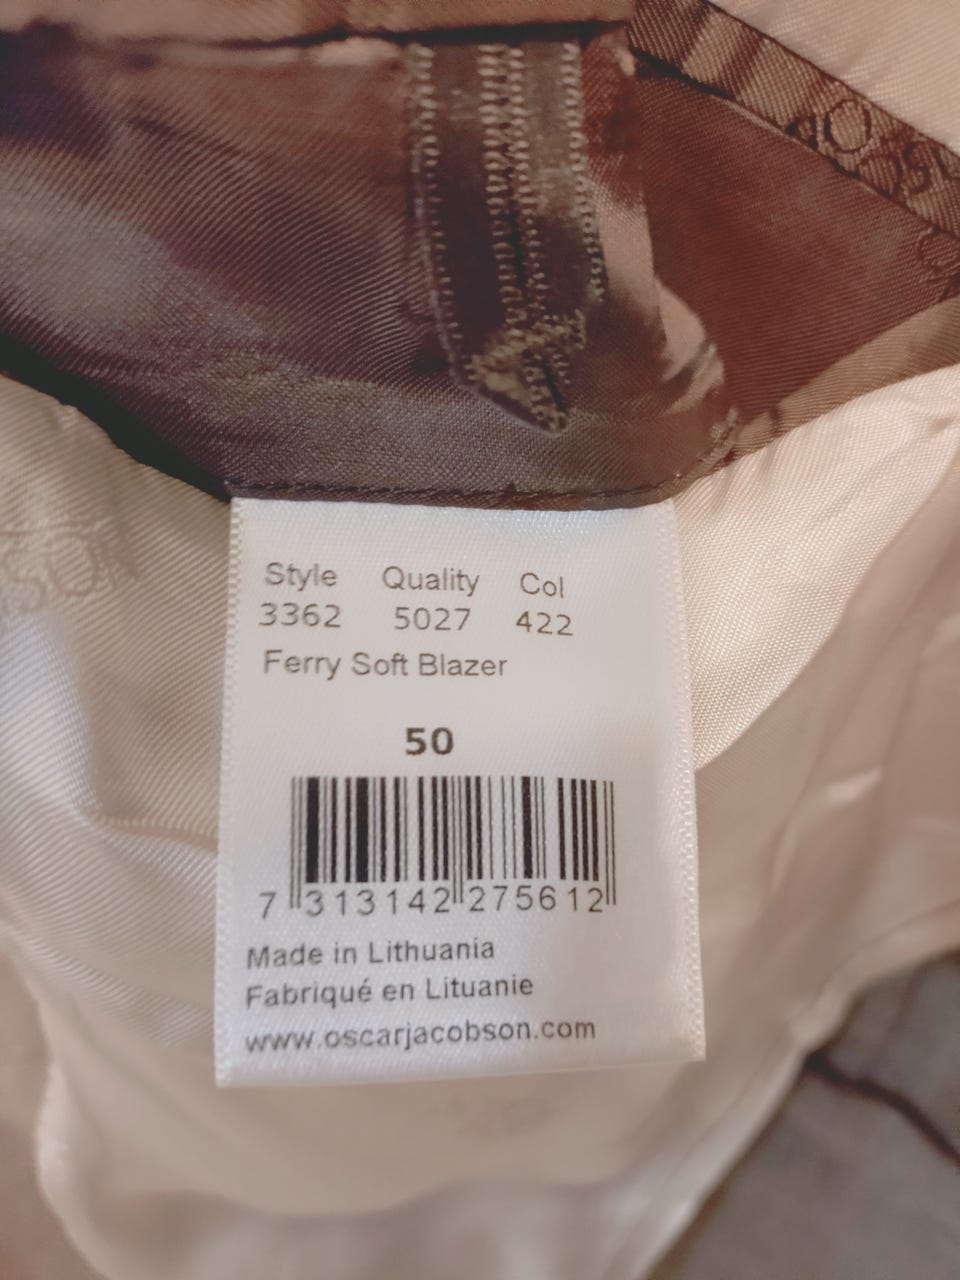 Style Quality Col
3362 5027 422
Ferry Soft Blazer
50
7 313142 275612
Made in Lithuania
Fabriqué en Lituanie
www.oscarjacobson.com